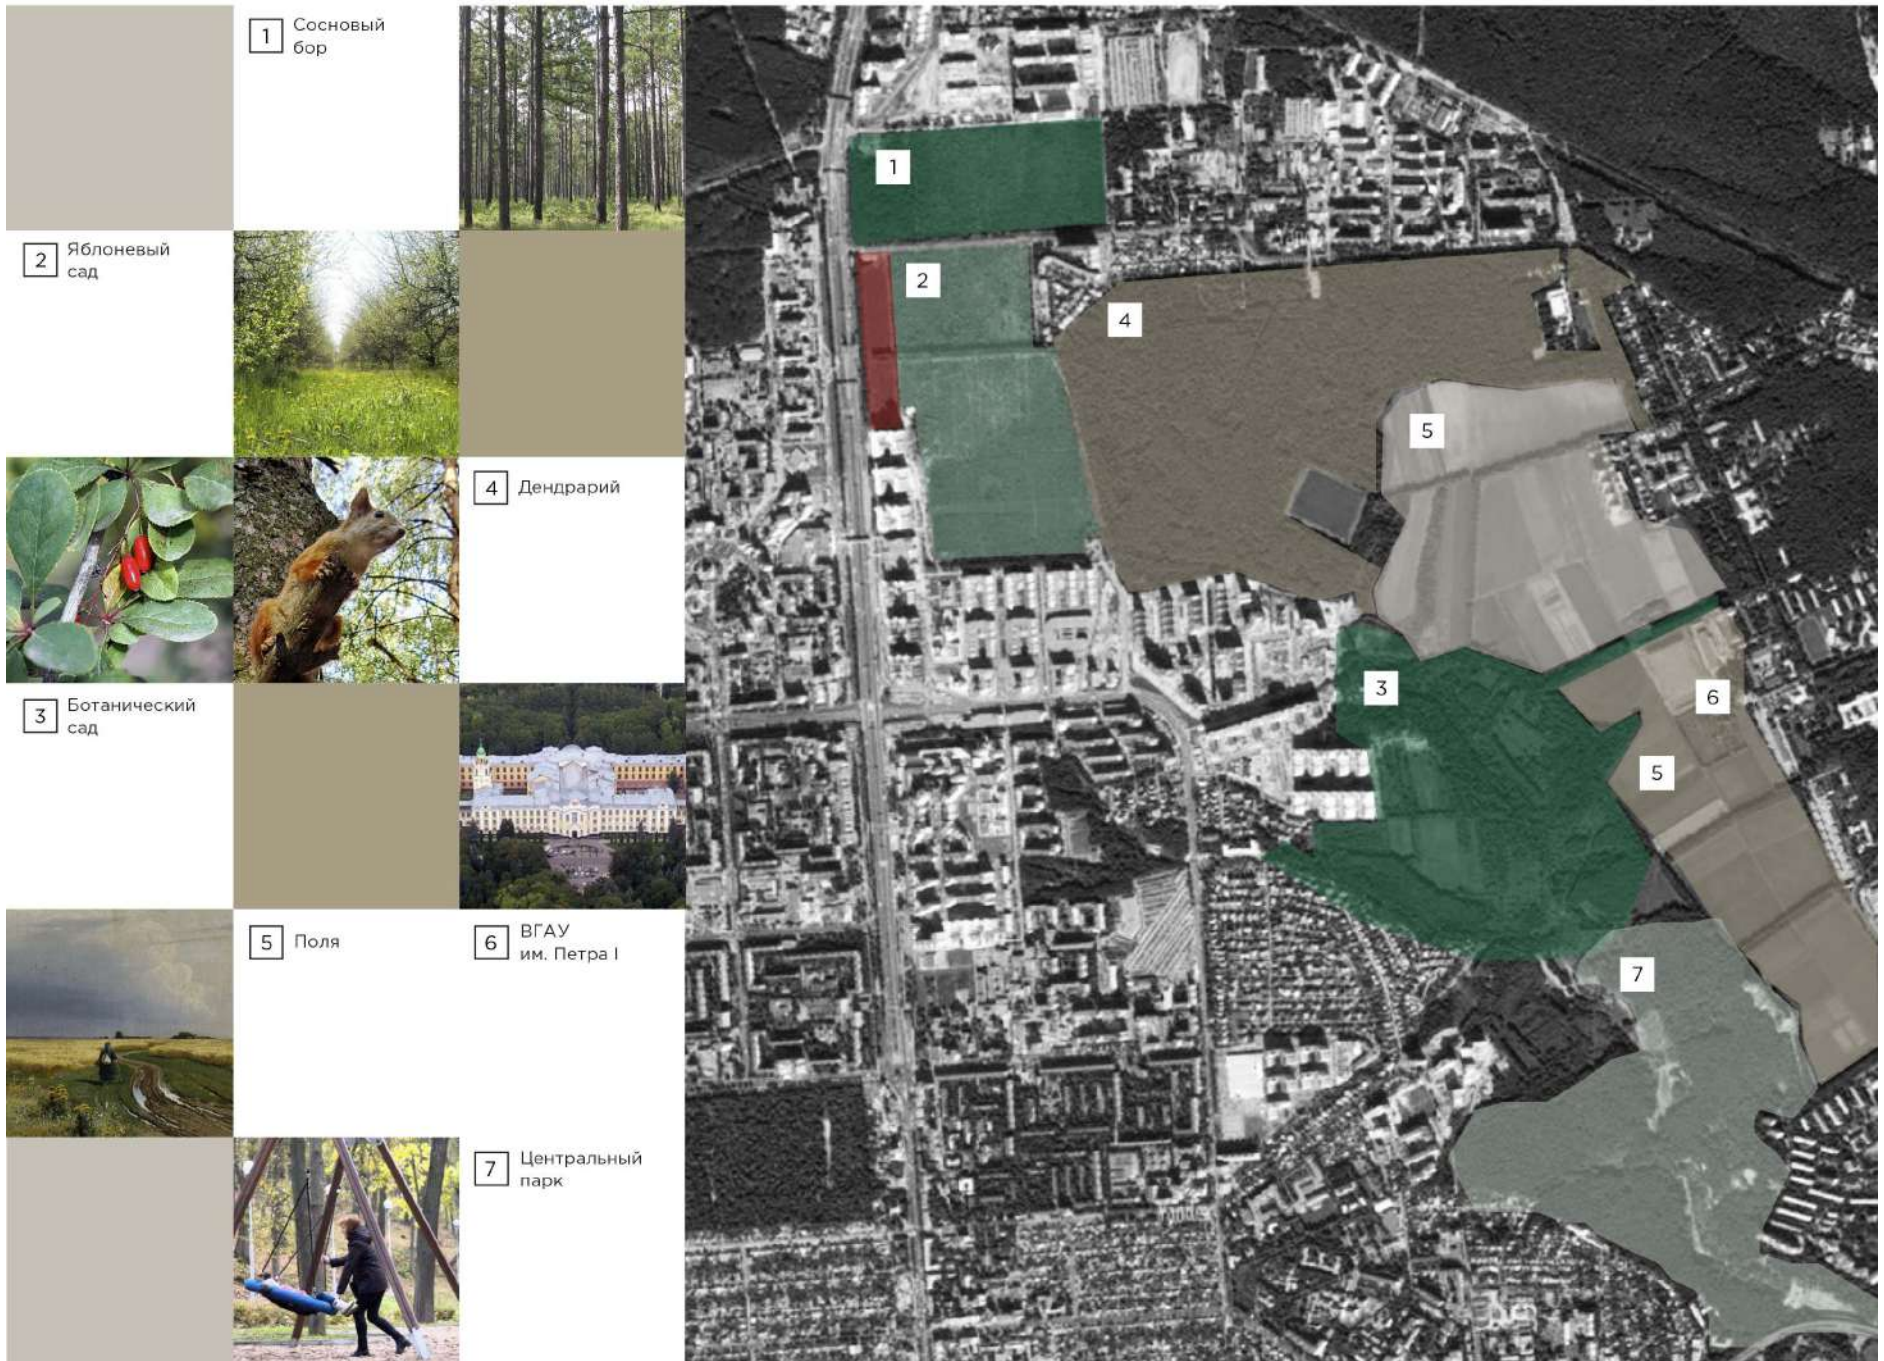 1
Сосновый
бор
2
Яблоневый
сад
4
Дендрарий
3
Ботанический
сад
5
Поля
6
ВГАУ
им. Петра I
7
Центральный
парк
1
2
4
5
3
6
5
7